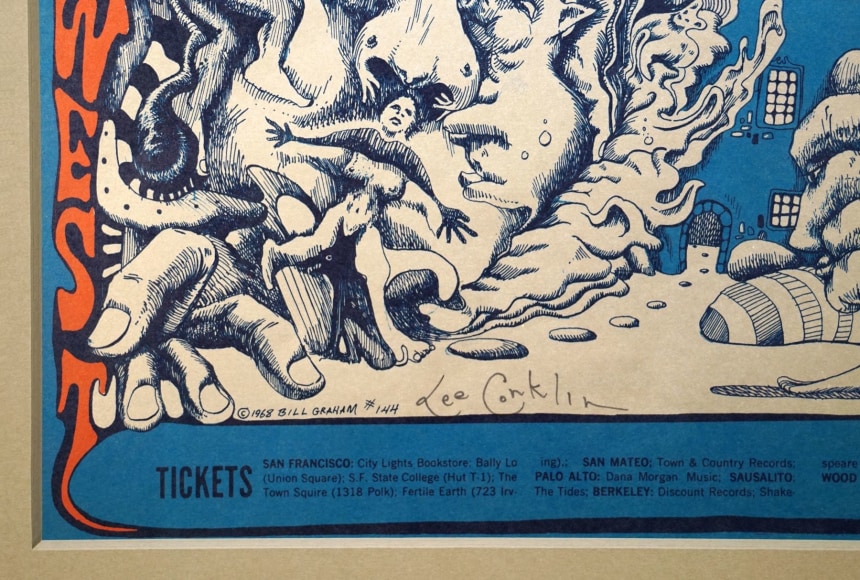 WEST
©1968 BILL GRAHAM #144
Lee Conklin
TICKETS
SAN FRANCISCO: City Lights Bookstore; Bally Lo
(Union Square); S.F. State College (Hut T-1); The
Town Squire (1318 Polk); Fertile Earth (723 Irv-
ing).; SAN MATEO; Town & Country Records;
PALO ALTO: Dana Morgan Music; SAUSALITO:
The Tides; BERKELEY: Discount Records; Shake-
speare
WOOD